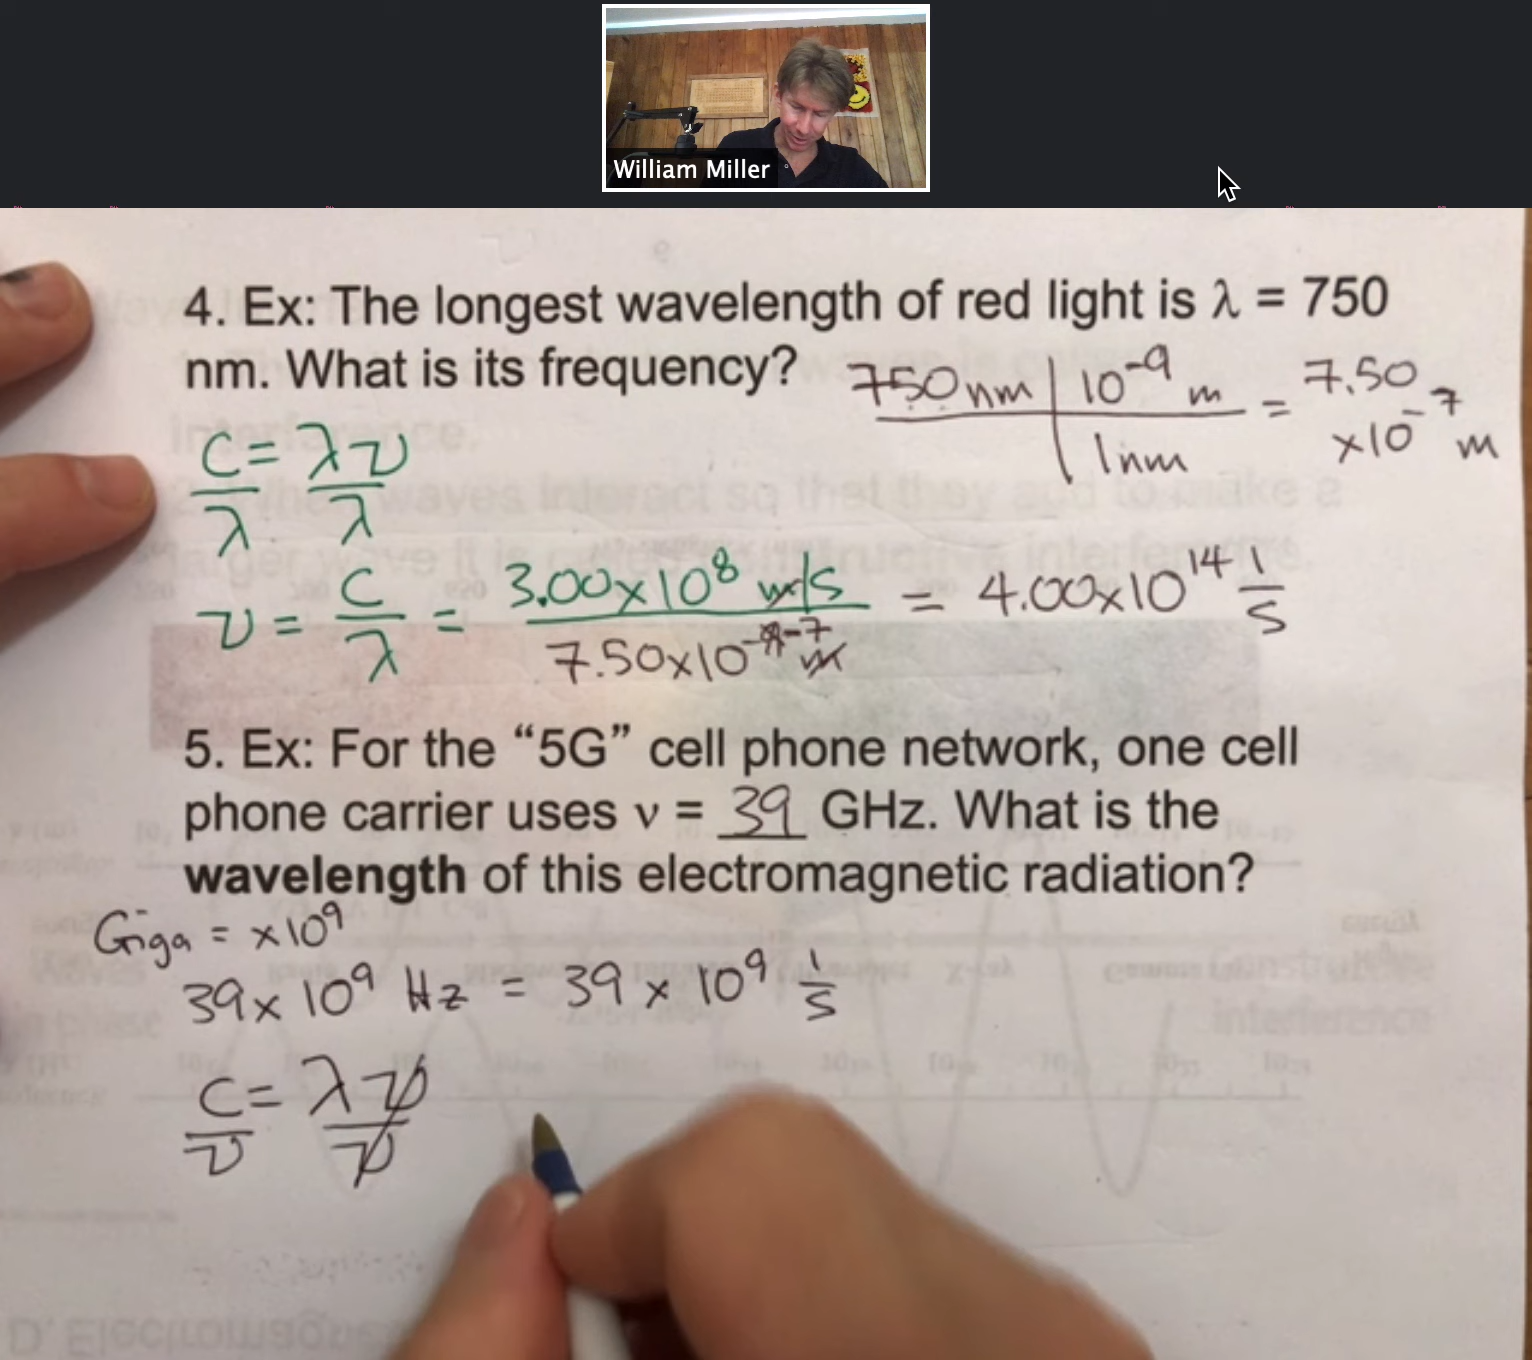 William Miller
4. Ex: The longest wavelength of red light is λ = 750
nm. What is its frequency?
750 nm | 10⁻⁹ m = 7.50
1 nm ×10⁻⁷ m
C = λν
λ λ
ν = C = 3.00×10⁸ m/s = 4.00×10¹⁴ 1
λ 7.50×10⁻⁷ m s
5. Ex: For the “5G” cell phone network, one cell
phone carrier uses ν = 39 GHz. What is the
wavelength of this electromagnetic radiation?
Giga = ×10⁹
39 × 10⁹ Hz = 39 × 10⁹ 1
s
C = λν
ν ν